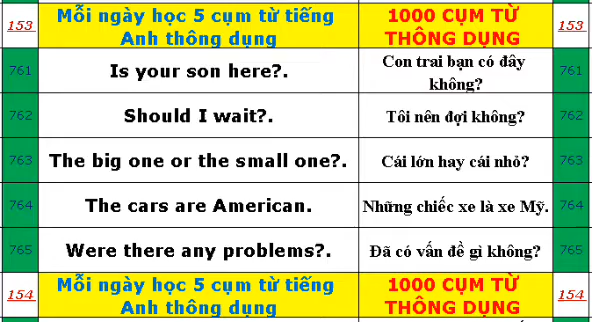 153 Mỗi ngày học 5 cụm từ tiếng Anh thông dụng 1000 CỤM TỪ THÔNG DỤNG 153
761 Is your son here?. Con trai bạn có đây không? 761
762 Should I wait?. Tôi nên đợi không? 762
763 The big one or the small one?. Cái lớn hay cái nhỏ? 763
764 The cars are American. Những chiếc xe là xe Mỹ. 764
765 Were there any problems?. Đã có vấn đề gì không? 765
154 Mỗi ngày học 5 cụm từ tiếng Anh thông dụng 1000 CỤM TỪ THÔNG DỤNG 154